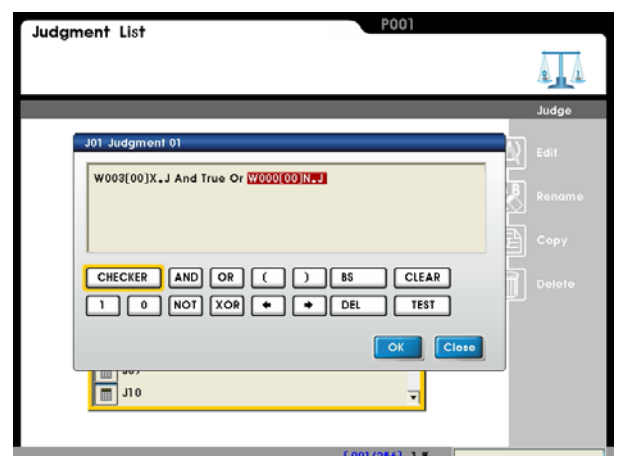 Judgment List
P001
Judge
J01 Judgment 01
Edit
W003[00]X.J And True Or W000[00]N.J
Rename
Copy
CHECKER AND OR ( ) BS CLEAR
Delete
1 0 NOT XOR ← → DEL TEST
OK Close
J10